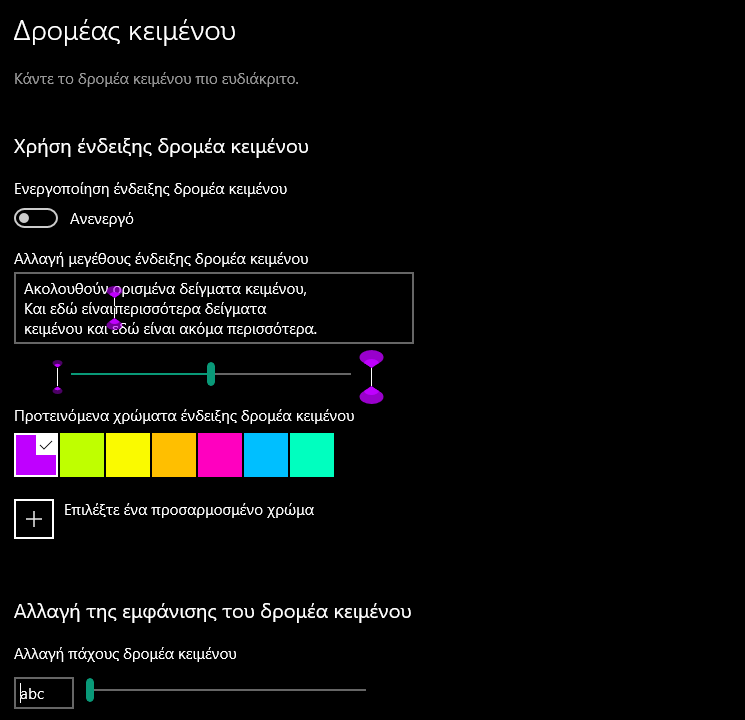 Δρομέας κειμένου
Κάντε το δρομέα κειμένου πιο ευδιάκριτο.
Χρήση ένδειξης δρομέα κειμένου
Ενεργοποίηση ένδειξης δρομέα κειμένου
Ανενεργό
Αλλαγή μεγέθους ένδειξης δρομέα κειμένου
Ακολουθούν ορισμένα δείγματα κειμένου,
Και εδώ είναι περισσότερα δείγματα
κειμένου και εδώ είναι ακόμα περισσότερα.
Προτεινόμενα χρώματα ένδειξης δρομέα κειμένου
Επιλέξτε ένα προσαρμοσμένο χρώμα
Αλλαγή της εμφάνισης του δρομέα κειμένου
Αλλαγή πάχους δρομέα κειμένου
abc